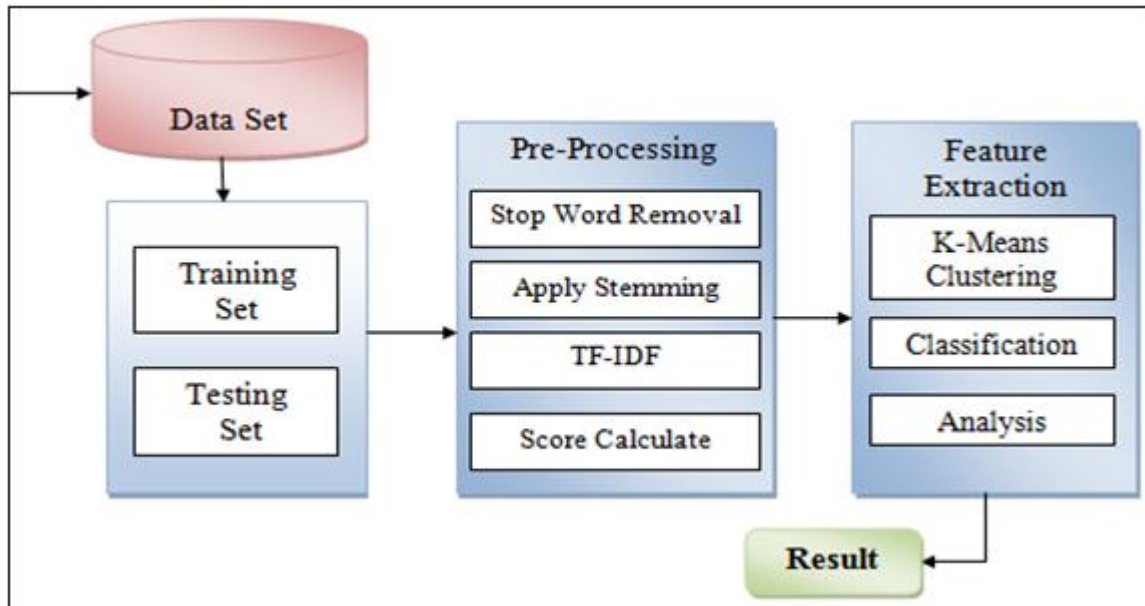 Data Set
Training
Set
Testing
Set
Pre-Processing
Stop Word Removal
Apply Stemming
TF-IDF
Score Calculate
Feature
Extraction
K-Means
Clustering
Classification
Analysis
Result